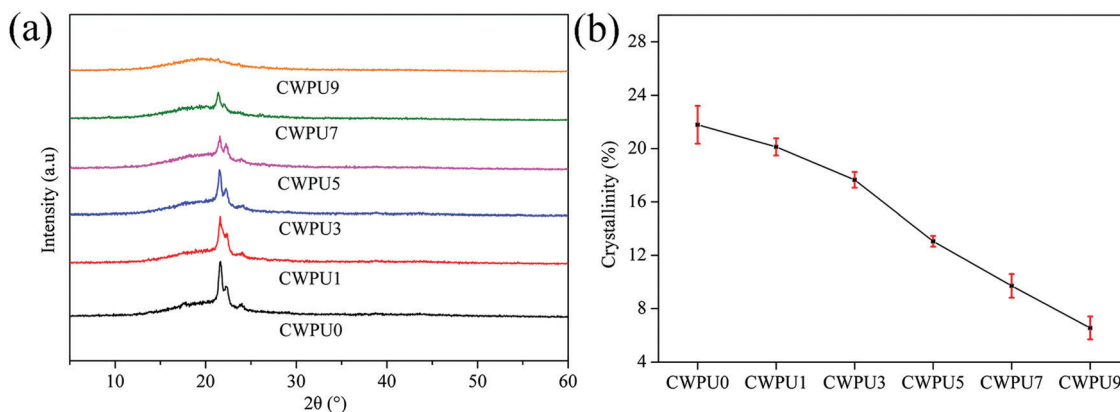 (a)
Intensity (a.u)
CWPU9
CWPU7
CWPU5
CWPU3
CWPU1
CWPU0
10 20 30 40 50 60
2θ (°)
(b)
Crystallinity (%)
28
24
20
16
12
8
4
CWPU0 CWPU1 CWPU3 CWPU5 CWPU7 CWPU9